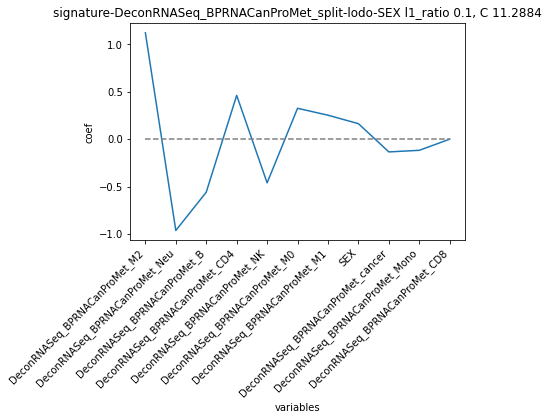 signature-DeconRNASeq_BPRNACanProMet_split-lodo-SEX l1_ratio 0.1, C 11.2884
1.0
0.5
0.0
−0.5
−1.0
coef
DeconRNASeq_BPRNACanProMet_M2
DeconRNASeq_BPRNACanProMet_Neu
DeconRNASeq_BPRNACanProMet_B
DeconRNASeq_BPRNACanProMet_CD4
DeconRNASeq_BPRNACanProMet_NK
DeconRNASeq_BPRNACanProMet_M0
DeconRNASeq_BPRNACanProMet_M1
SEX
DeconRNASeq_BPRNACanProMet_cancer
DeconRNASeq_BPRNACanProMet_Mono
DeconRNASeq_BPRNACanProMet_CD8
variables